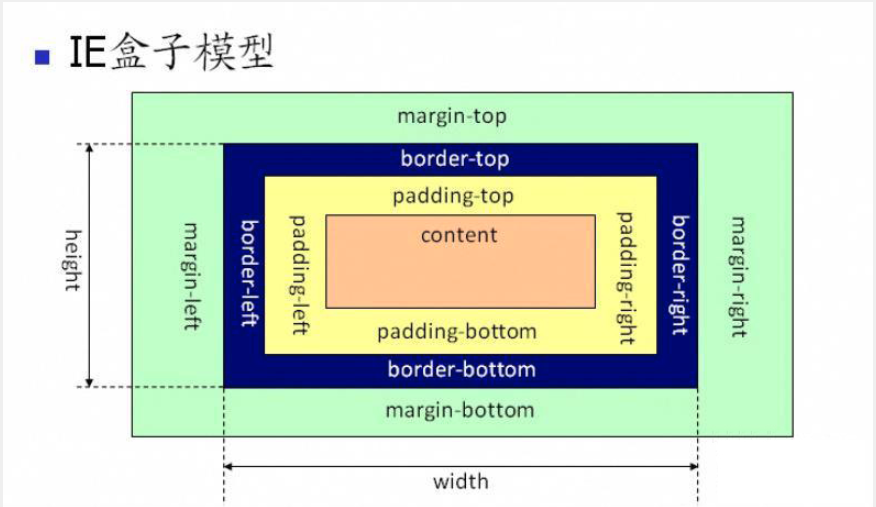 IE盒子模型
margin-top
border-top
padding-top
content
height
margin-left
border-left
padding-left
padding-right
border-right
margin-right
padding-bottom
border-bottom
margin-bottom
width